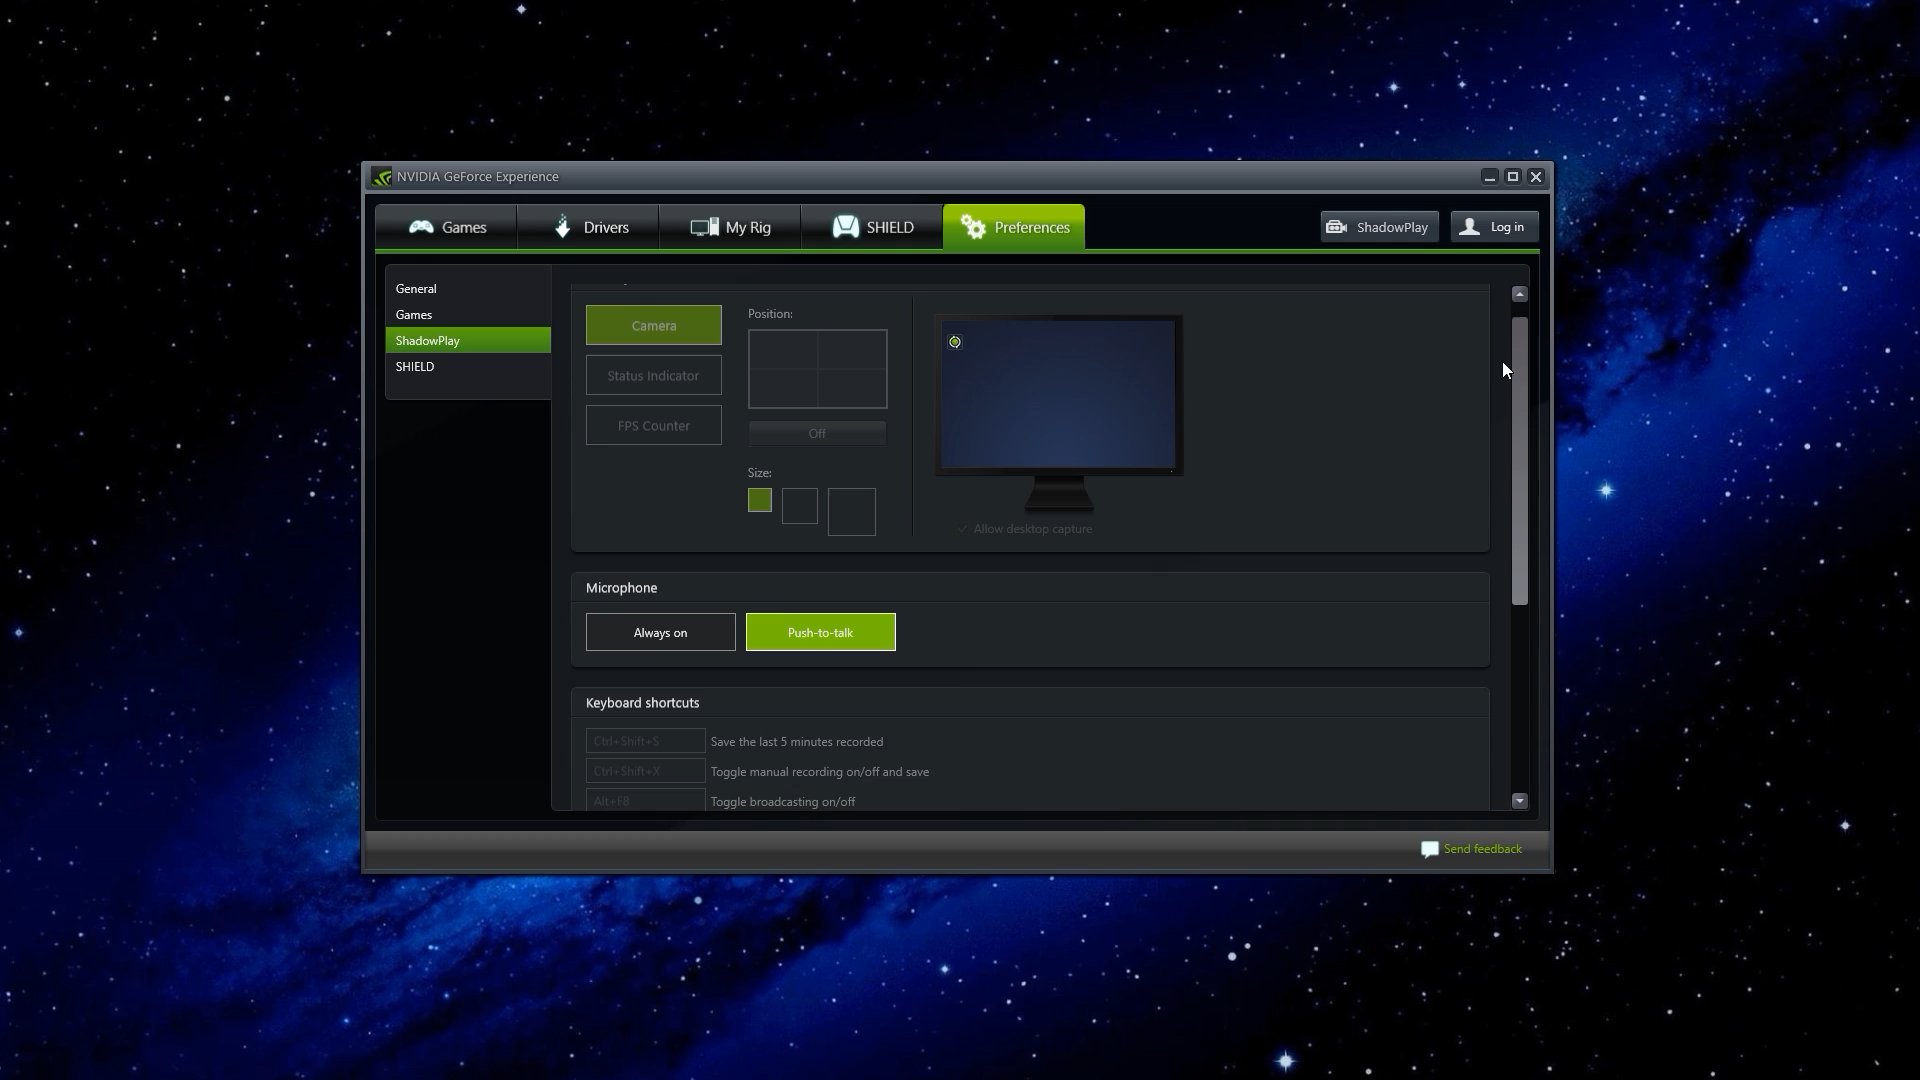 NVIDIA GeForce Experience
Games
Drivers
My Rig
SHIELD
Preferences
ShadowPlay
Log in
General
Games
ShadowPlay
SHIELD
Camera
Status Indicator
FPS Counter
Position:
Off
Size:
Allow desktop capture
Microphone
Always on
Push-to-talk
Keyboard shortcuts
Ctrl+Shift+S Save the last 5 minutes recorded
Ctrl+Shift+X Toggle manual recording on/off and save
Alt+F8 Toggle broadcasting on/off
Send feedback